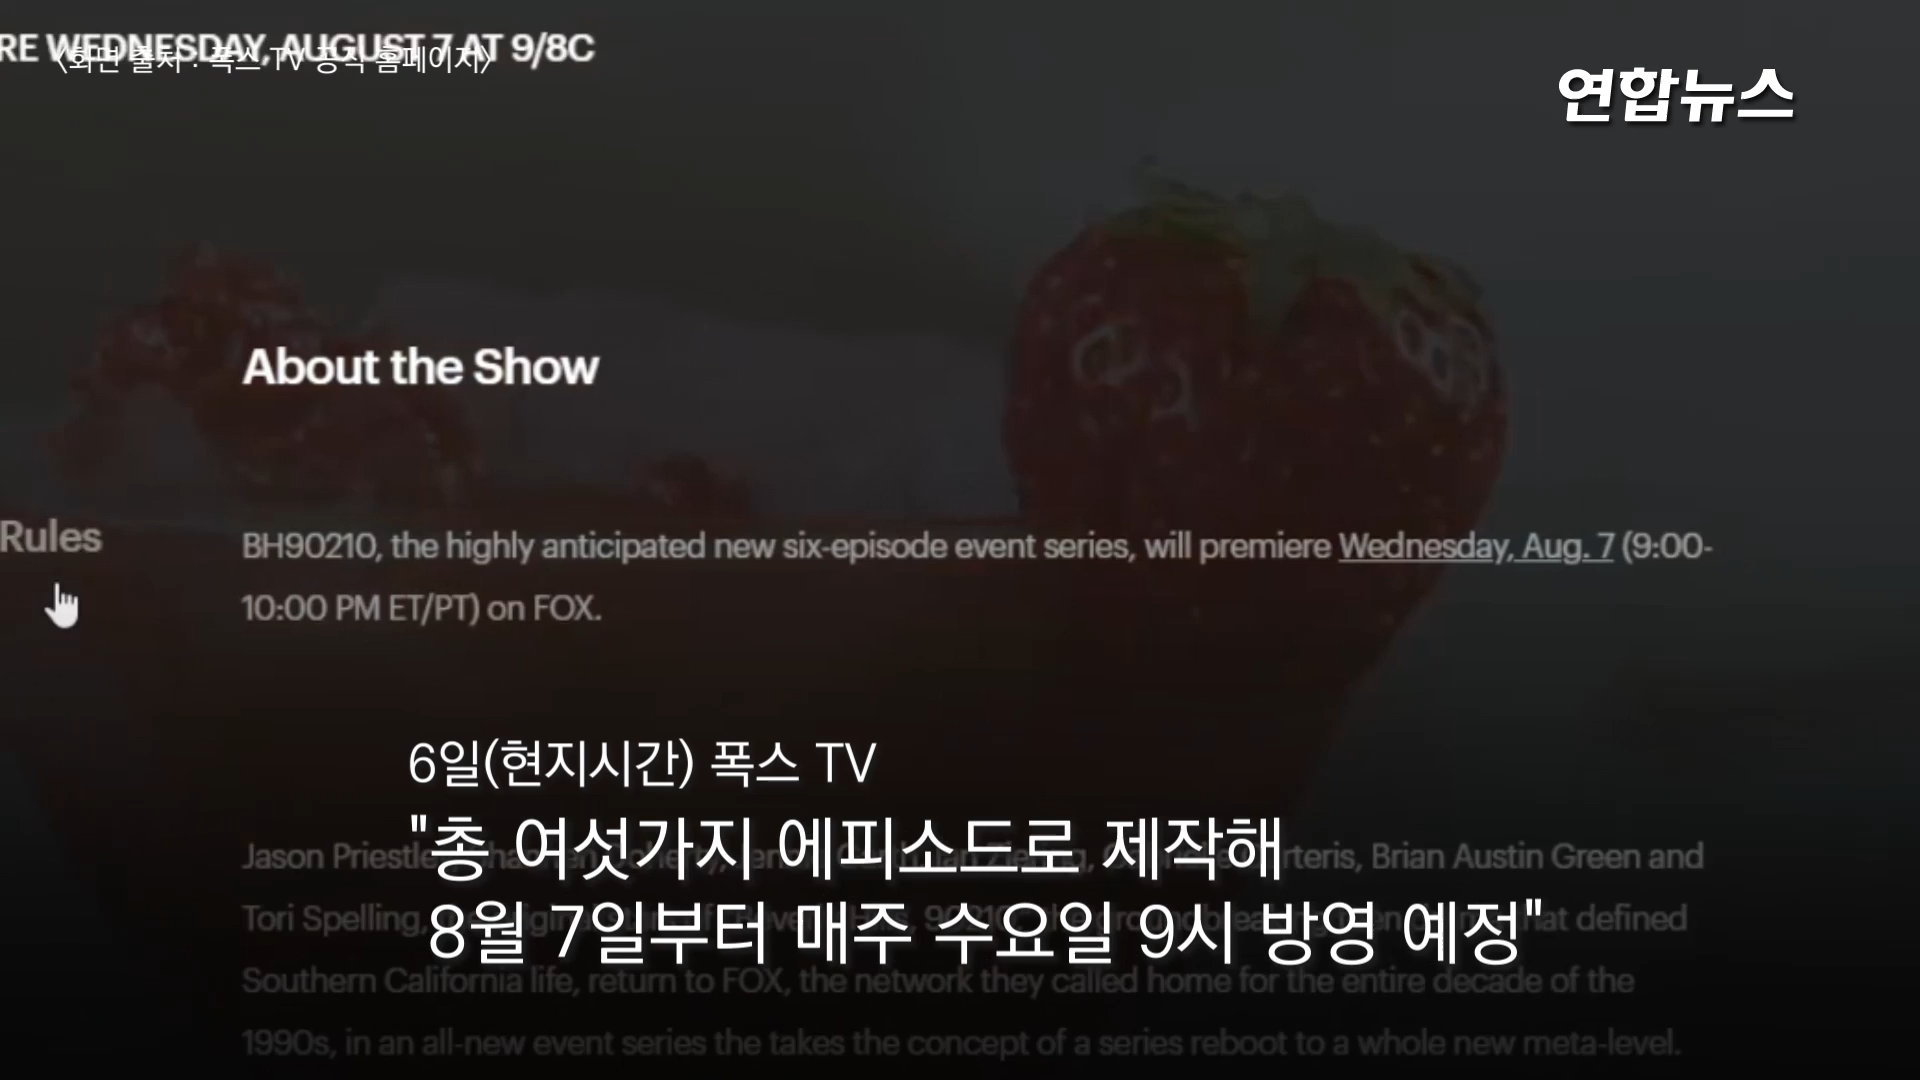 RE WEDNESDAY, AUGUST 7 AT 9/8C
〈화면 출처 : 폭스 TV 공식 홈페이지〉
연합뉴스
About the Show
Rules
BH90210, the highly anticipated new six-episode event series, will premiere Wednesday, Aug. 7 (9:00-
10:00 PM ET/PT) on FOX.
6일(현지시간) 폭스 TV
"총 여섯가지 에피소드로 제작해
8월 7일부터 매주 수요일 9시 방영 예정"
Jason Brian Austin Green and
Tori Spelling, defined
Southern California life, return to FOX, the network they called home for the entire decade of the
1990s, in an all-new event series the takes the concept of a series reboot to a whole new meta-level.